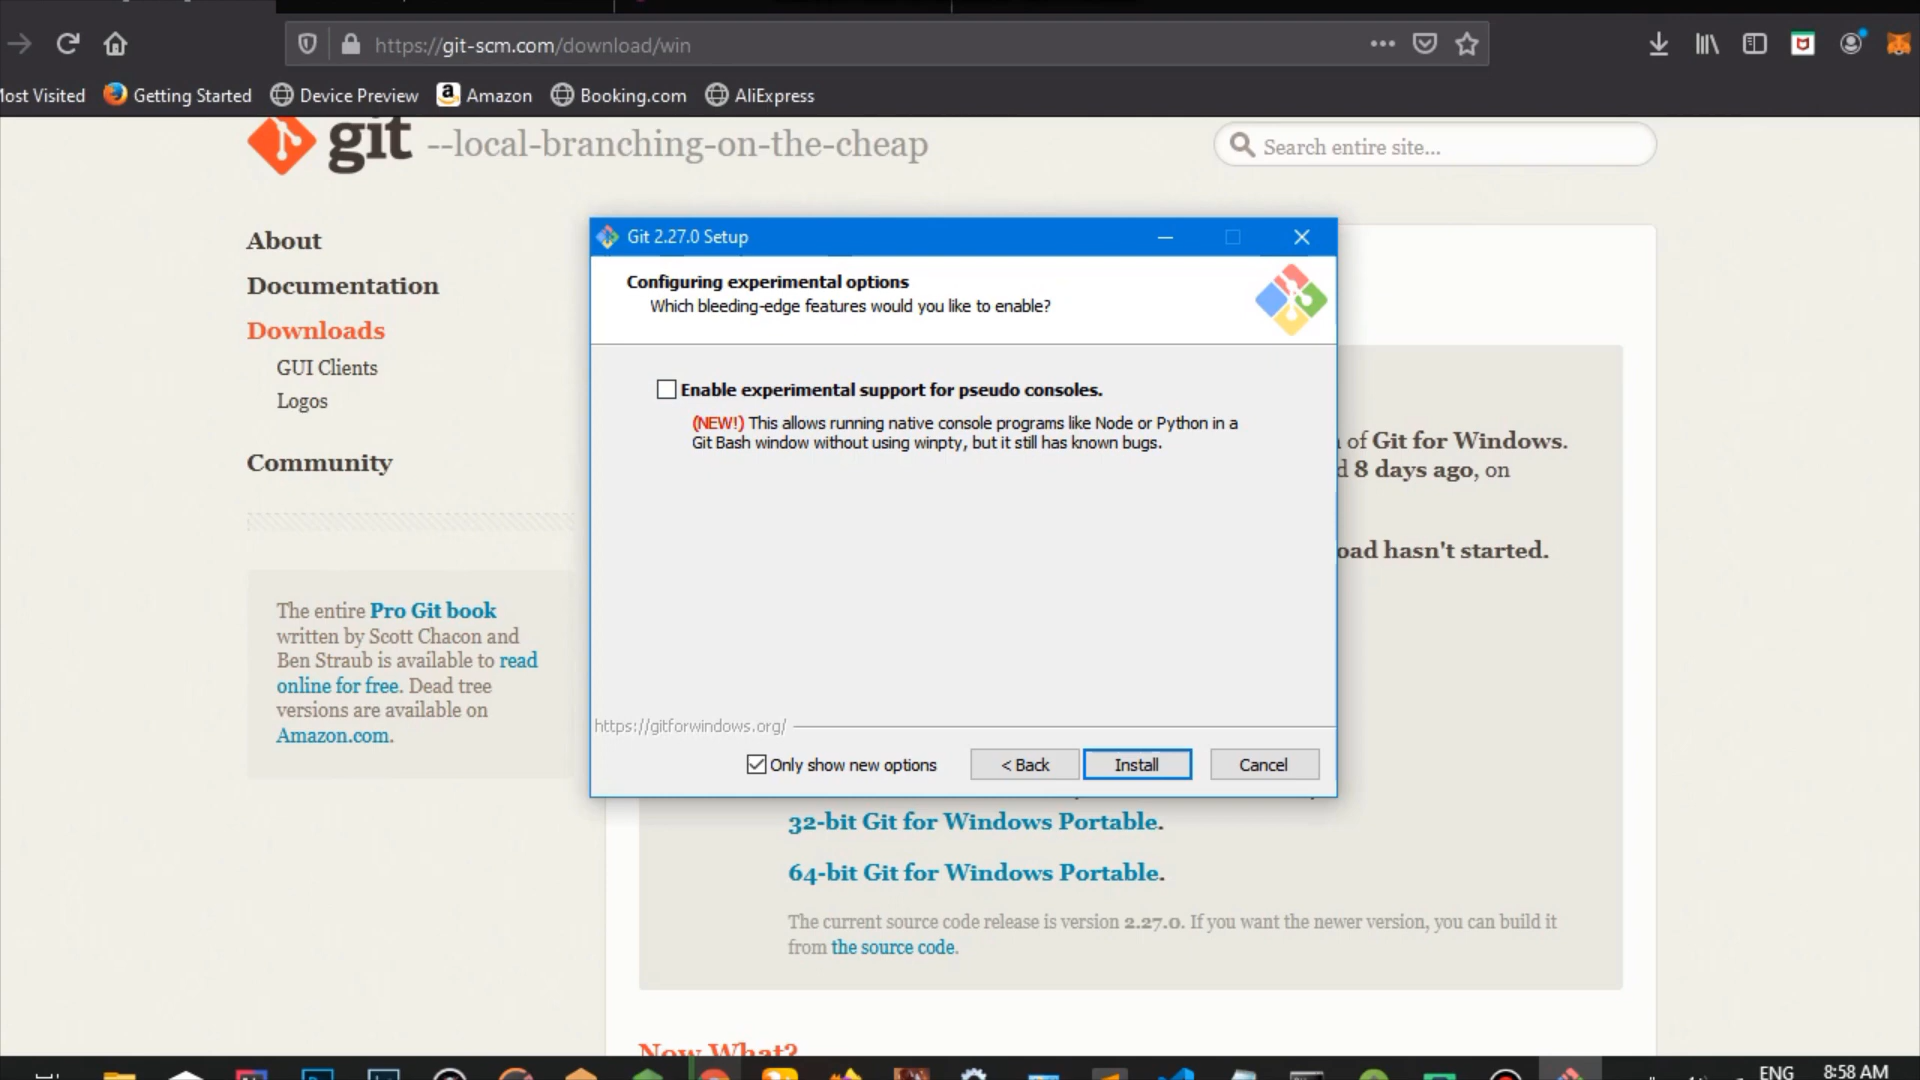 https://git-scm.com/download/win
ost Visited
Getting Started
Device Preview
Amazon
Booking.com
AliExpress
git --local-branching-on-the-cheap
Search entire site...
About
Documentation
Downloads
GUI Clients
Logos
Community
The entire Pro Git book
written by Scott Chacon and
Ben Straub is available to read
online for free. Dead tree
versions are available on
Amazon.com.
Git 2.27.0 Setup
Configuring experimental options
Which bleeding-edge features would you like to enable?
Enable experimental support for pseudo consoles.
(NEW!) This allows running native console programs like Node or Python in a
Git Bash window without using winpty, but it still has known bugs.
https://gitforwindows.org/
Only show new options
< Back
Install
Cancel
of Git for Windows.
8 days ago, on
oad hasn't started.
32-bit Git for Windows Portable.
64-bit Git for Windows Portable.
The current source code release is version 2.27.0. If you want the newer version, you can build it
from the source code.
Now What?
ENG
8:58 AM